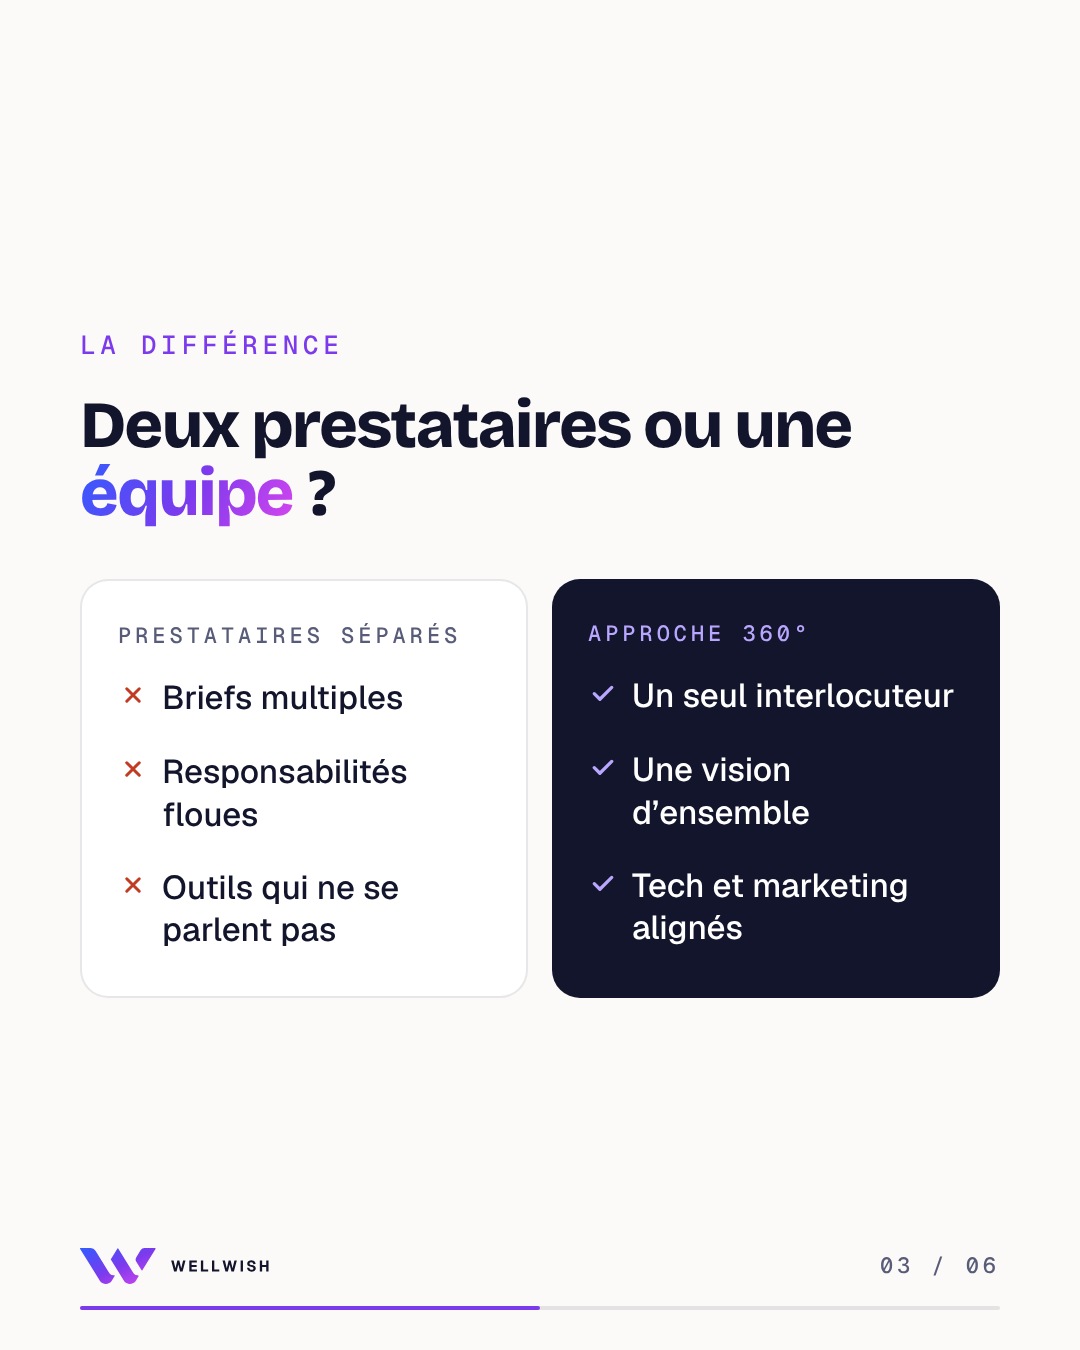 LA DIFFÉRENCE
Deux prestataires ou une
équipe ?
PRESTATAIRES SÉPARÉS
Briefs multiples
Responsabilités
floues
Outils qui ne se
parlent pas
APPROCHE 360°
Un seul interlocuteur
Une vision
d’ensemble
Tech et marketing
alignés
WELLWISH
03 / 06